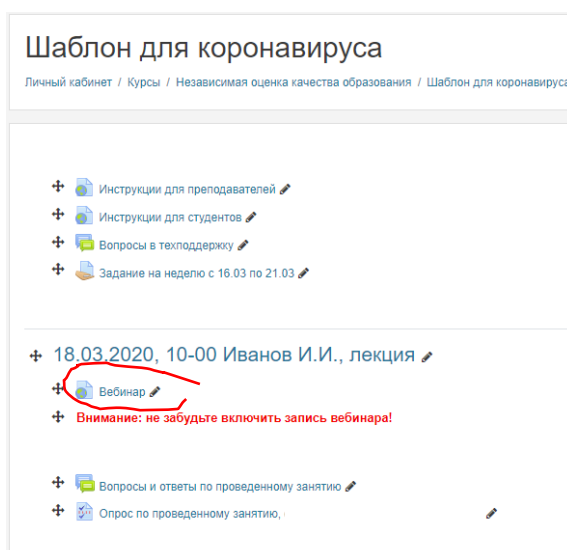 Шаблон для коронавируса
Личный кабинет / Курсы / Независимая оценка качества образования / Шаблон для коронавируса
Инструкции для преподавателей
Инструкции для студентов
Вопросы в техподдержку
Задание на неделю с 16.03 по 21.03
18.03.2020, 10-00 Иванов И.И., лекция
Вебинар
Внимание: не забудьте включить запись вебинара!
Вопросы и ответы по проведенному занятию
Опрос по проведенному занятию,